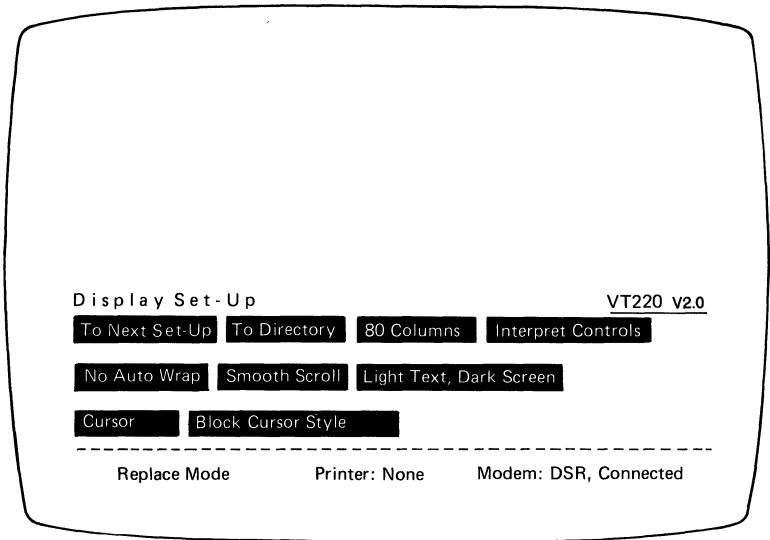 Display Set-Up VT220 V2.0
To Next Set-Up To Directory 80 Columns Interpret Controls
No Auto Wrap Smooth Scroll Light Text, Dark Screen
Cursor Block Cursor Style
Replace Mode Printer: None Modem: DSR, Connected